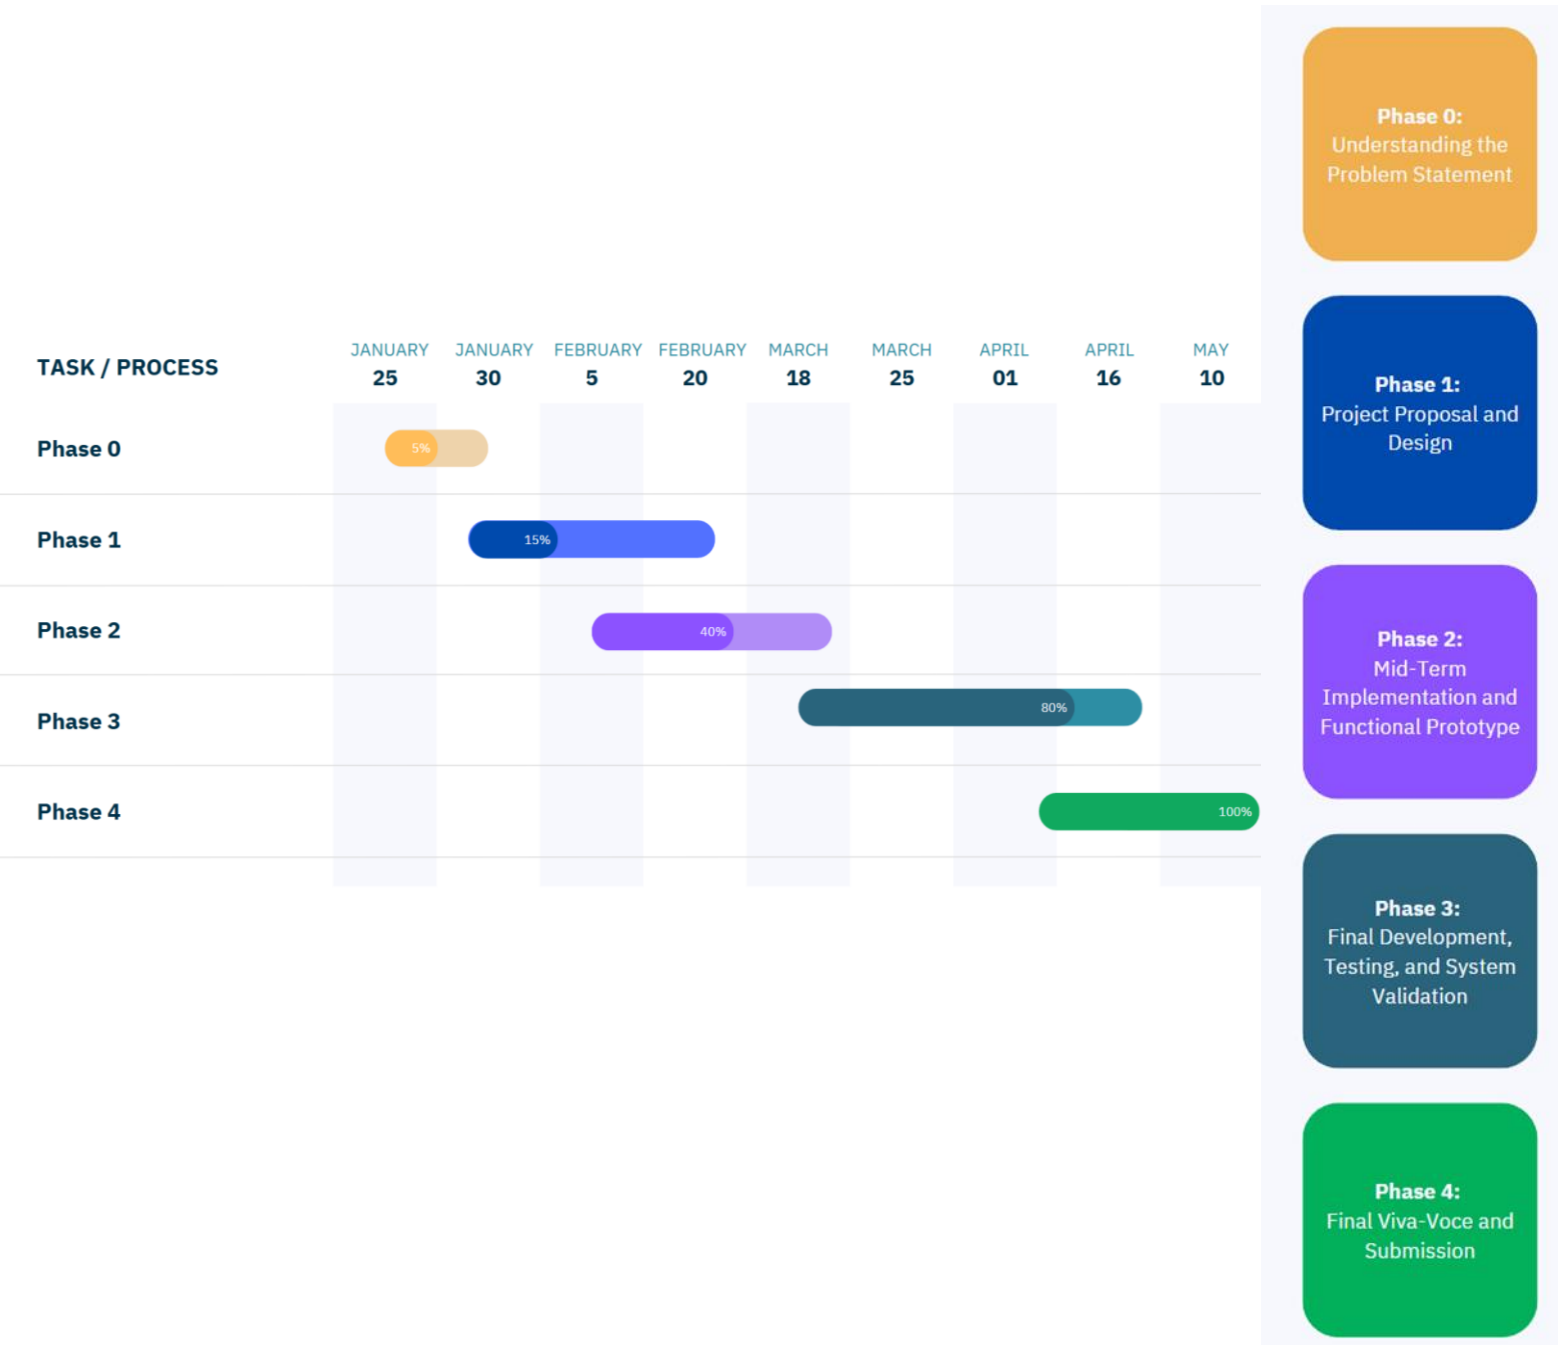 TASK / PROCESS
JANUARY JANUARY FEBRUARY FEBRUARY MARCH MARCH APRIL APRIL MAY
25 30 5 20 18 25 01 16 10
Phase 0
5%
Phase 1
15%
Phase 2
40%
Phase 3
80%
Phase 4
100%
Phase 0:
Understanding the
Problem Statement
Phase 1:
Project Proposal and
Design
Phase 2:
Mid-Term
Implementation and
Functional Prototype
Phase 3:
Final Development,
Testing, and System
Validation
Phase 4:
Final Viva-Voce and
Submission